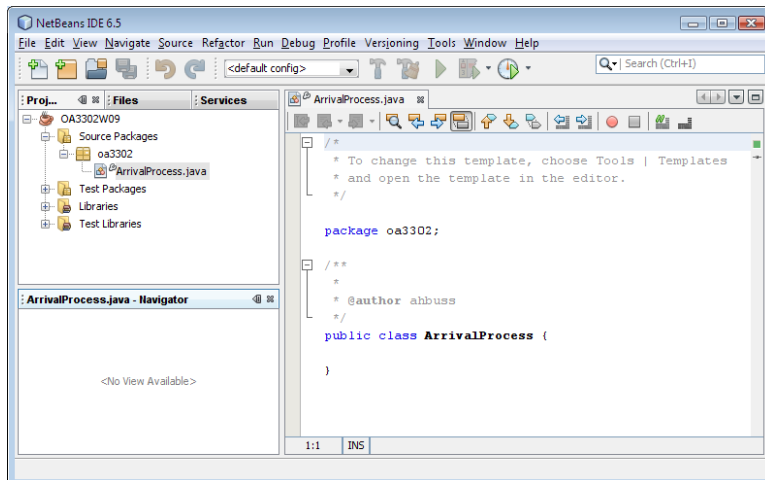 NetBeans IDE 6.5
File Edit View Navigate Source Refactor Run Debug Profile Versioning Tools Window Help
<default config>
Search (Ctrl+I)
Proj... Files Services
OA3302W09
Source Packages
oa3302
ArrivalProcess.java
Test Packages
Libraries
Test Libraries
ArrivalProcess.java - Navigator
<No View Available>
ArrivalProcess.java
/*
* To change this template, choose Tools | Templates
* and open the template in the editor.
*/
package oa3302;
/**
*
* @author ahbuss
*/
public class ArrivalProcess {
}
1:1 INS